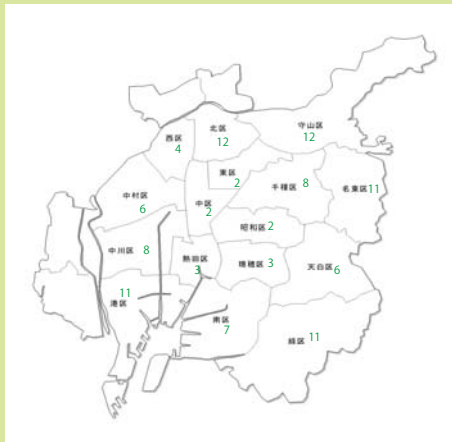 守山区
12
北区
12
西区
4
東区
2
千種区 8
名東区 11
中村区
6
中区
2
昭和区 2
中川区 8
熱田区
3
瑞穂区 3
天白区 6
11
港区
南区
7
緑区 11